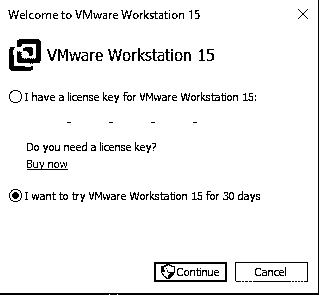 Welcome to VMware Workstation 15
VMware Workstation 15
I have a license key for VMware Workstation 15:
- - - -
Do you need a license key?
Buy now
I want to try VMware Workstation 15 for 30 days
Continue Cancel